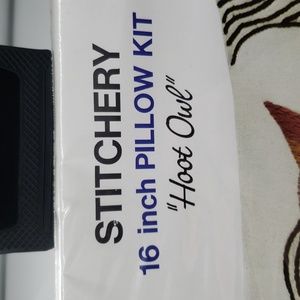 STITCHERY
16 inch PILLOW KIT
"Hoot Owl"